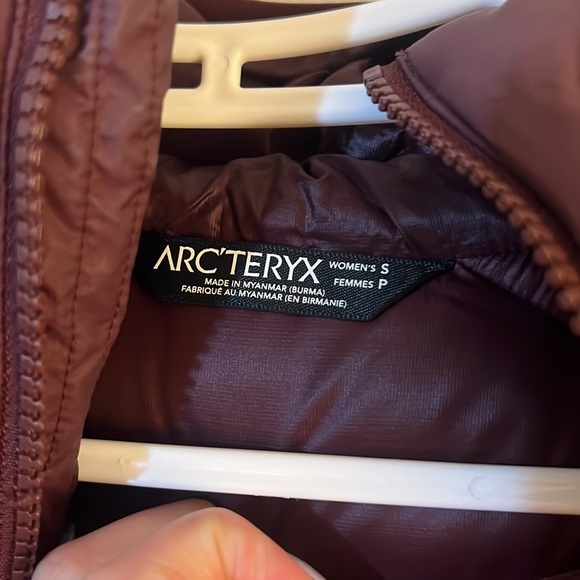 ARC'TERYX WOMEN'S S
FEMMES P
MADE IN MYANMAR (BURMA)
FABRIQUÉ AU MYANMAR (EN BIRMANIE)